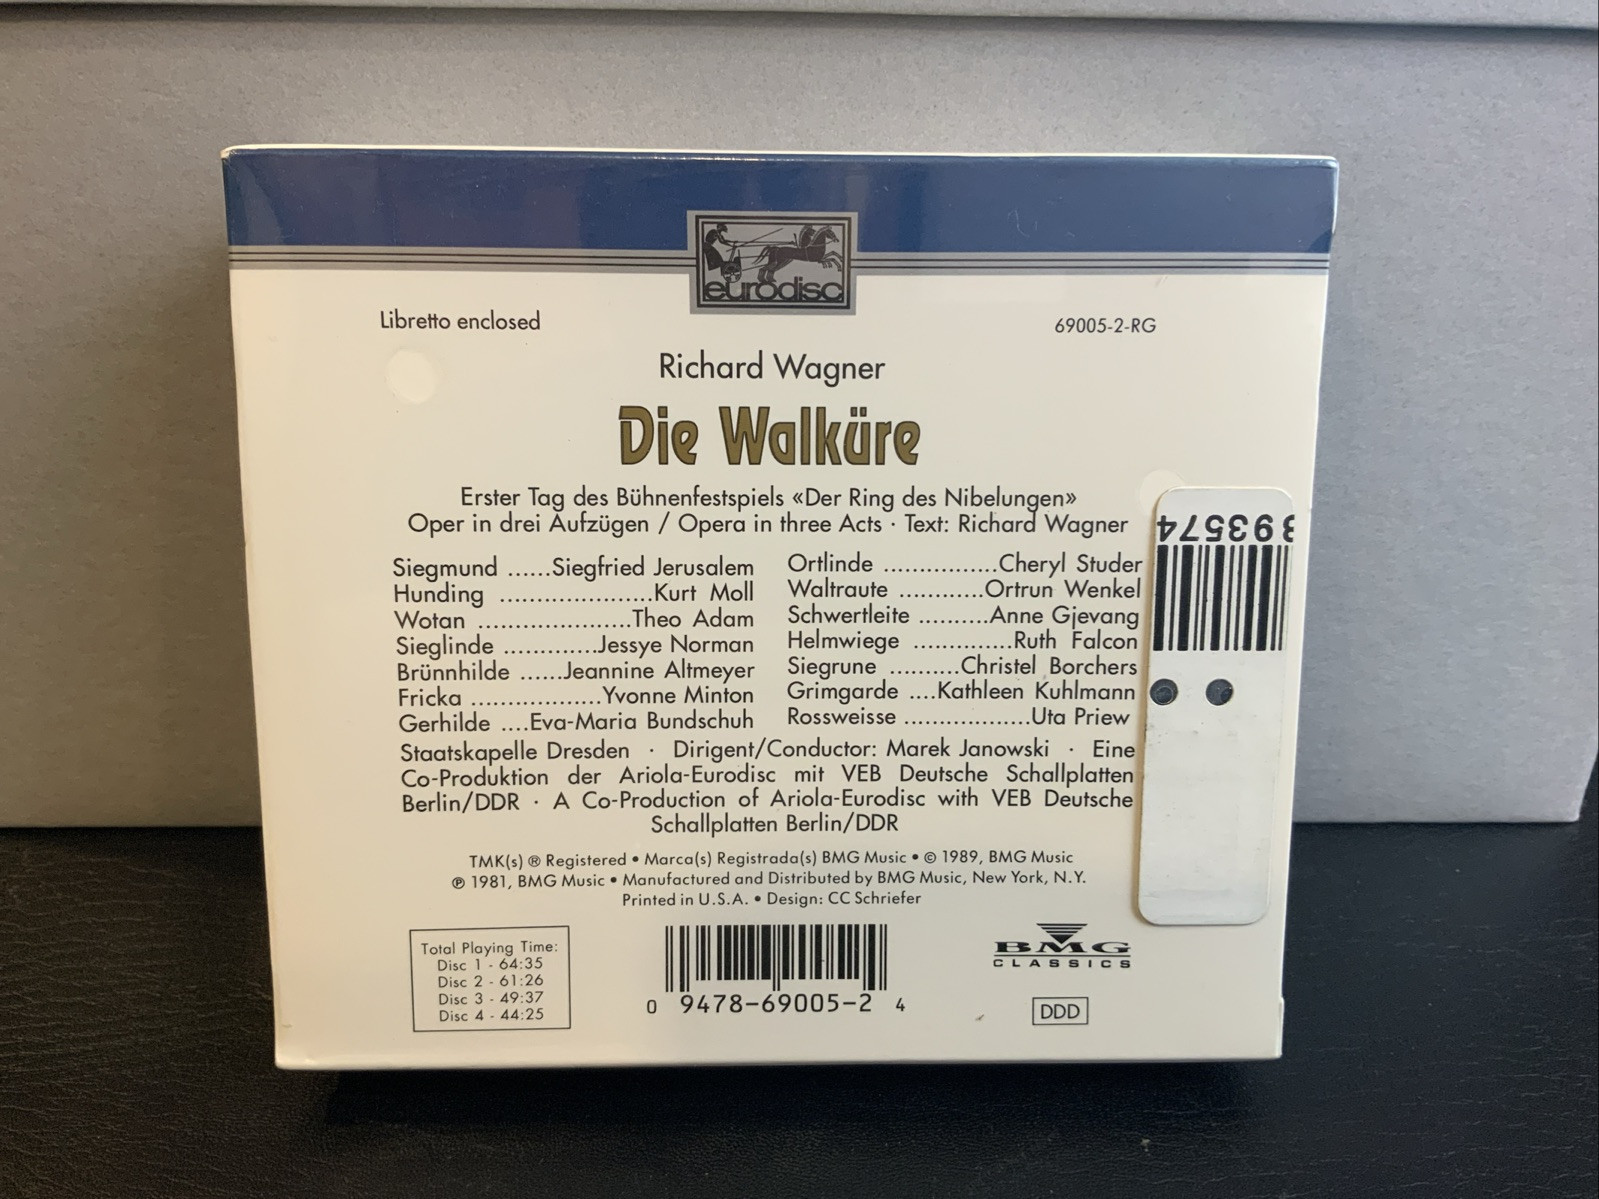 eurodisc
Libretto enclosed
69005-2-RG
Richard Wagner
Die Walküre
Erster Tag des Bühnenfestspiels «Der Ring des Nibelungen»
Oper in drei Aufzügen / Opera in three Acts · Text: Richard Wagner
Siegmund ......Siegfried Jerusalem
Hunding .....................Kurt Moll
Wotan .....................Theo Adam
Sieglinde .............Jessye Norman
Brünnhilde ......Jeannine Altmeyer
Fricka ..................Yvonne Minton
Gerhilde ....Eva-Maria Bundschuh
Ortlinde ................Cheryl Studer
Waltraute ............Ortrun Wenkel
Schwertleite ..........Anne Gjevang
Helmwiege ..............Ruth Falcon
Siegrune ..........Christel Borchers
Grimgarde ....Kathleen Kuhlmann
Rossweisse ..................Uta Priew
Staatskapelle Dresden · Dirigent/Conductor: Marek Janowski · Eine
Co-Produktion der Ariola-Eurodisc mit VEB Deutsche Schallplatten
Berlin/DDR · A Co-Production of Ariola-Eurodisc with VEB Deutsche
Schallplatten Berlin/DDR
TMK(s) ® Registered • Marca(s) Registrada(s) BMG Music • © 1989, BMG Music
℗ 1981, BMG Music • Manufactured and Distributed by BMG Music, New York, N.Y.
Printed in U.S.A. • Design: CC Schriefer
Total Playing Time:
Disc 1 - 64:35
Disc 2 - 61:26
Disc 3 - 49:37
Disc 4 - 44:25
0 9478-69005-2 4
BMG
CLASSICS
DDD
393574